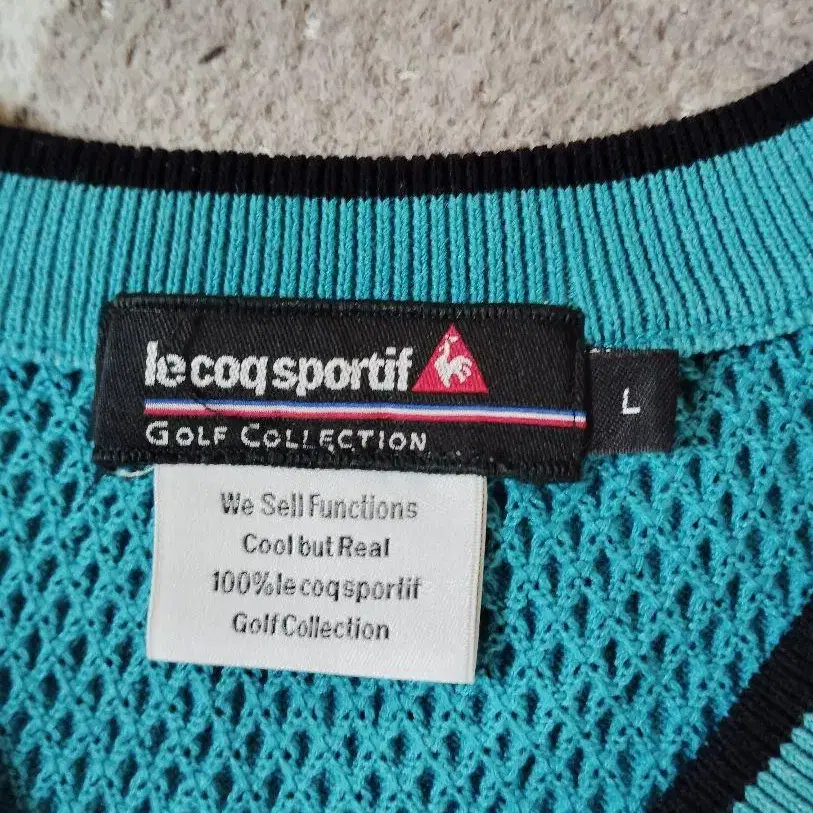 le coq sportif
GOLF COLLECTION
L
We Sell Functions
Cool but Real
100% le coq sportif
Golf Collection